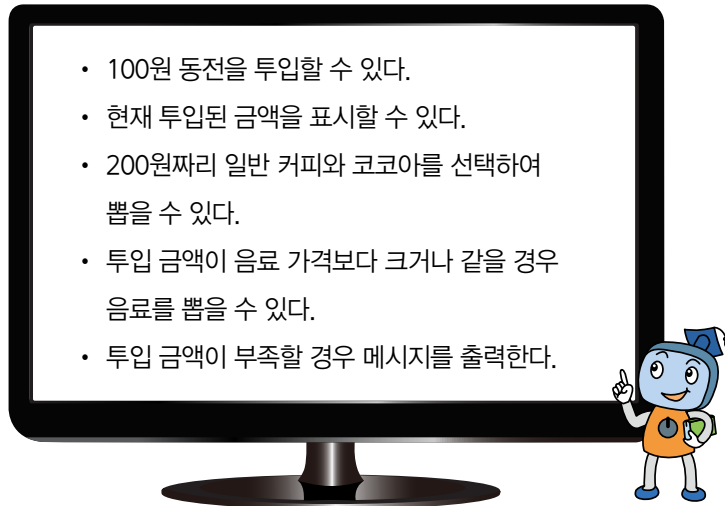 • 100원 동전을 투입할 수 있다.
• 현재 투입된 금액을 표시할 수 있다.
• 200원짜리 일반 커피와 코코아를 선택하여
뽑을 수 있다.
• 투입 금액이 음료 가격보다 크거나 같을 경우
음료를 뽑을 수 있다.
• 투입 금액이 부족할 경우 메시지를 출력한다.